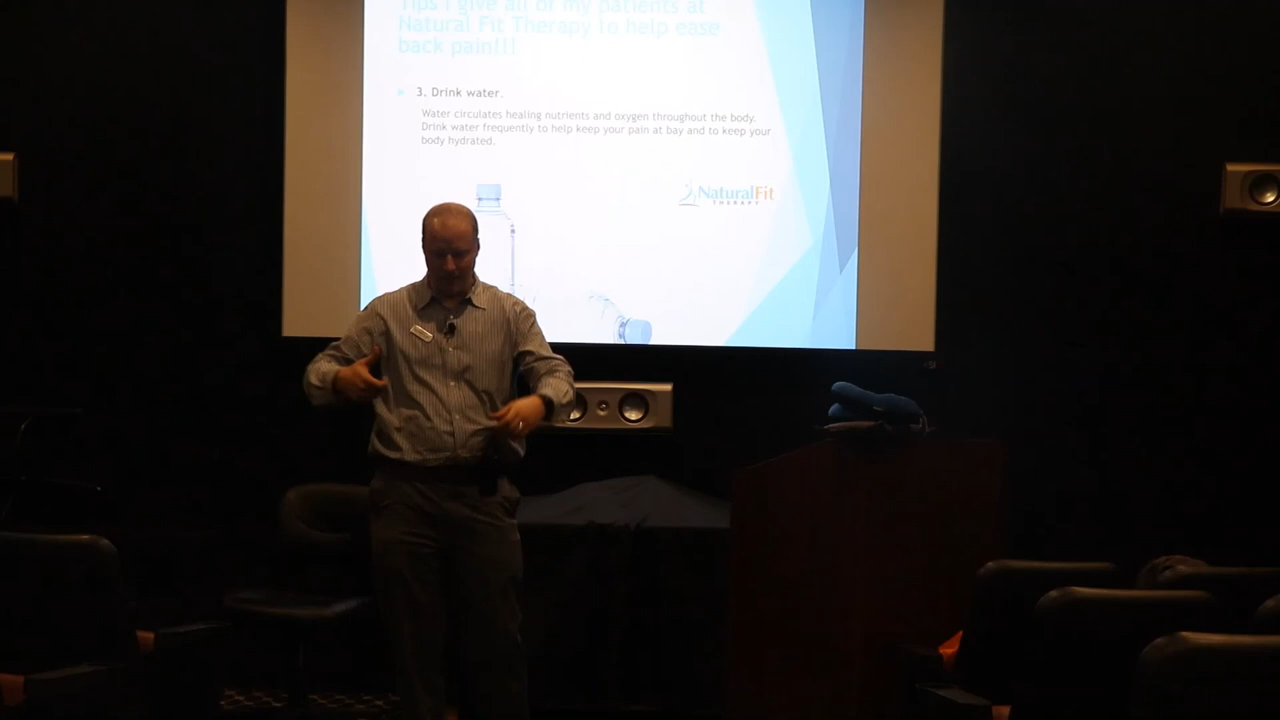 Tips I give all of my patients at
Natural Fit Therapy to help ease
back pain!!!
3. Drink water.
Water circulates healing nutrients and oxygen throughout the body.
Drink water frequently to help keep your pain at bay and to keep your
body hydrated.
NaturalFit
THERAPY